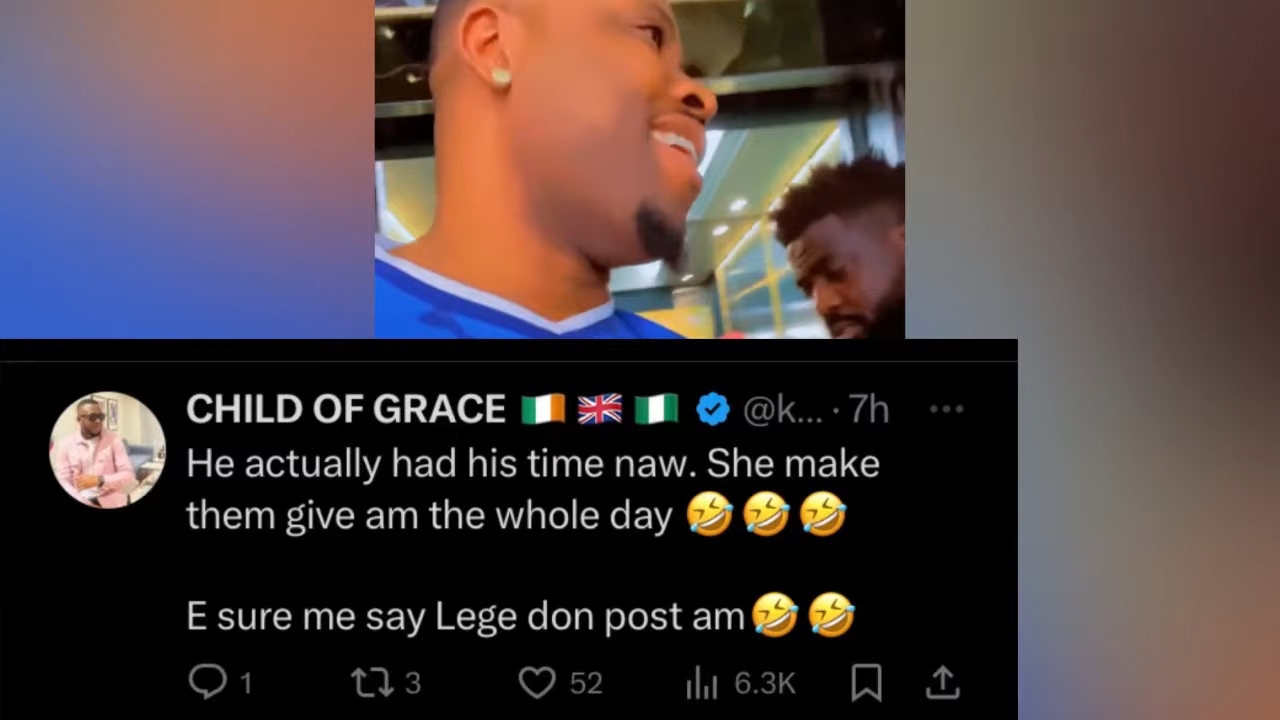 CHILD OF GRACE 🇮🇪 🇬🇧 🇳🇬 @k... · 7h
He actually had his time naw. She make
them give am the whole day 🤣 🤣 🤣
E sure me say Lege don post am🤣 🤣
1 3 52 6.3K